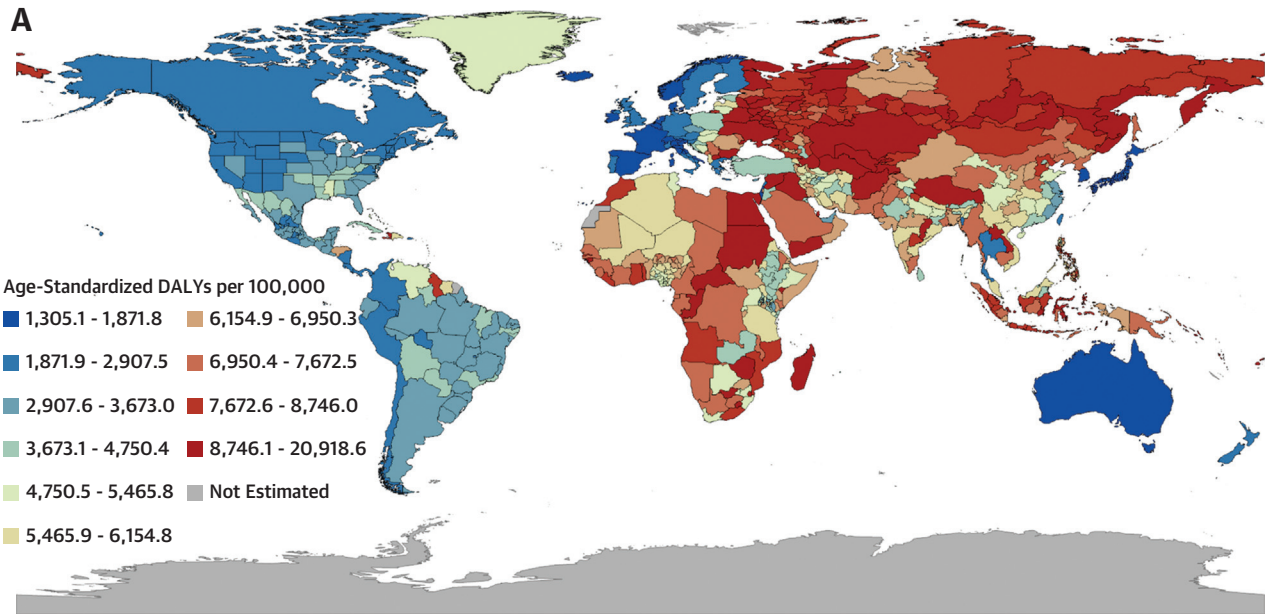 A
Age-Standardized DALYs per 100,000
1,305.1 - 1,871.8
1,871.9 - 2,907.5
2,907.6 - 3,673.0
3,673.1 - 4,750.4
4,750.5 - 5,465.8
5,465.9 - 6,154.8
6,154.9 - 6,950.3
6,950.4 - 7,672.5
7,672.6 - 8,746.0
8,746.1 - 20,918.6
Not Estimated